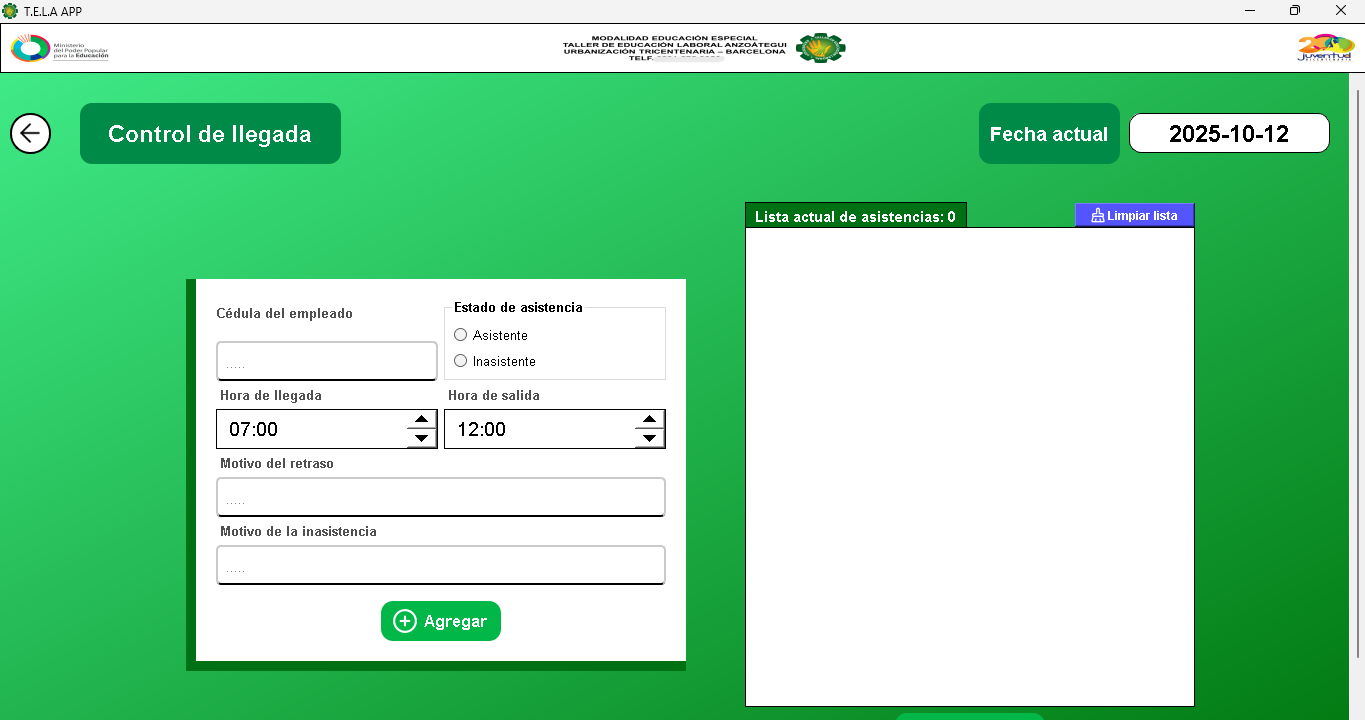 T.E.L.A APP
Ministerio
del Poder Popular
para la Educación
MODALIDAD EDUCACIÓN ESPECIAL
TALLER DE EDUCACIÓN LABORAL ANZOÁTEGUI
URBANIZACIÓN TRICENTENARIA – BARCELONA
TELF.
Juventud
Control de llegada
Fecha actual
2025-10-12
Lista actual de asistencias: 0
Limpiar lista
Cédula del empleado
.....
Estado de asistencia
Asistente
Inasistente
Hora de llegada
Hora de salida
07:00
12:00
Motivo del retraso
.....
Motivo de la inasistencia
.....
Agregar